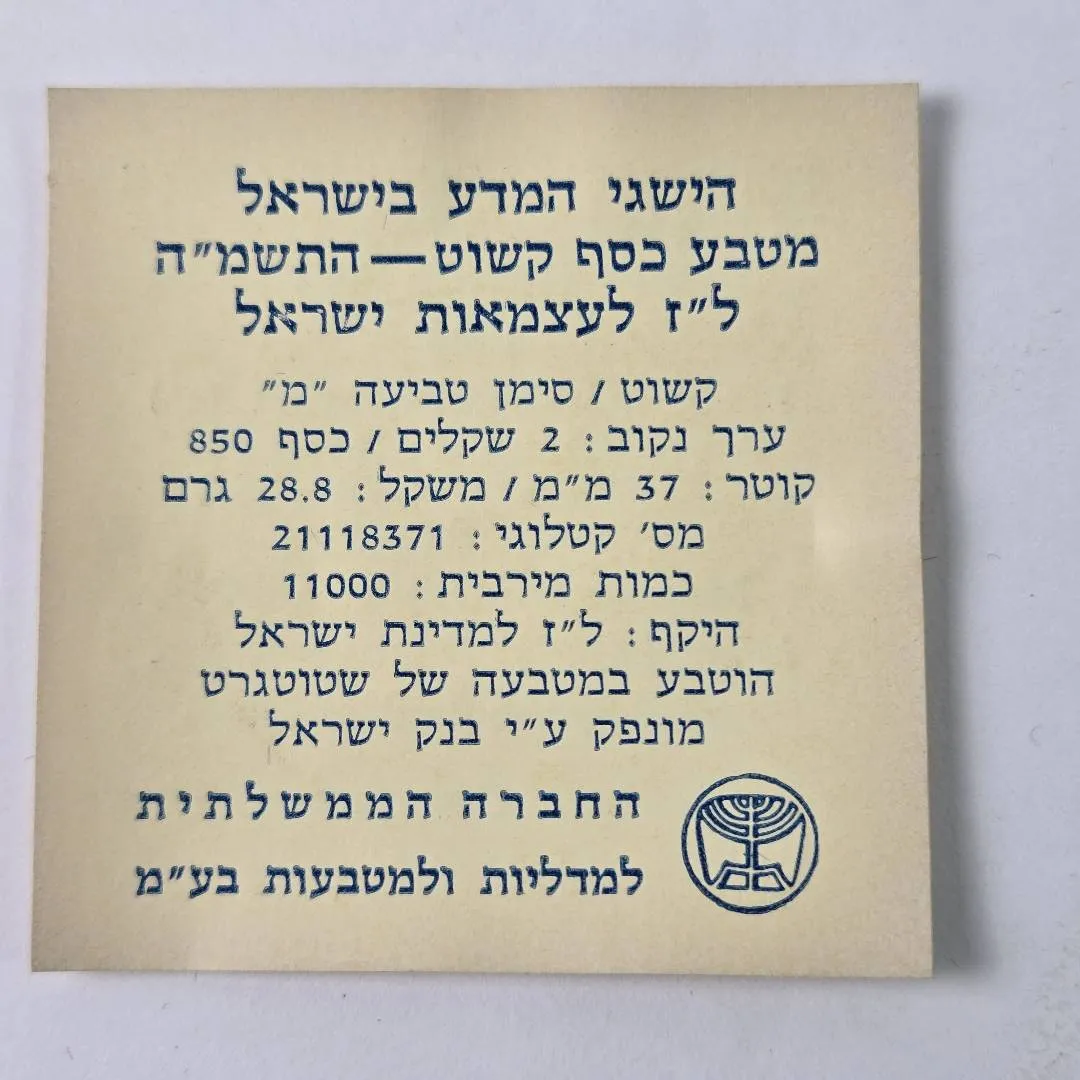 הישגי המדע בישראל
מטבע כסף קשוט — התשמ״ה
ל״ז לעצמאות ישראל
קשוט / סימן טביעה ״מ״
ערך נקוב : 2 שקלים / כסף 850
קוטר : 37 מ״מ / משקל : 28.8 גרם
מס׳ קטלוגי : 21118371
כמות מירבית : 11000
היקף : ל״ז למדינת ישראל
הוטבע במטבעה של שטוטגרט
מונפק ע״י בנק ישראל
החברה הממשלתית
למדליות ולמטבעות בע״מ